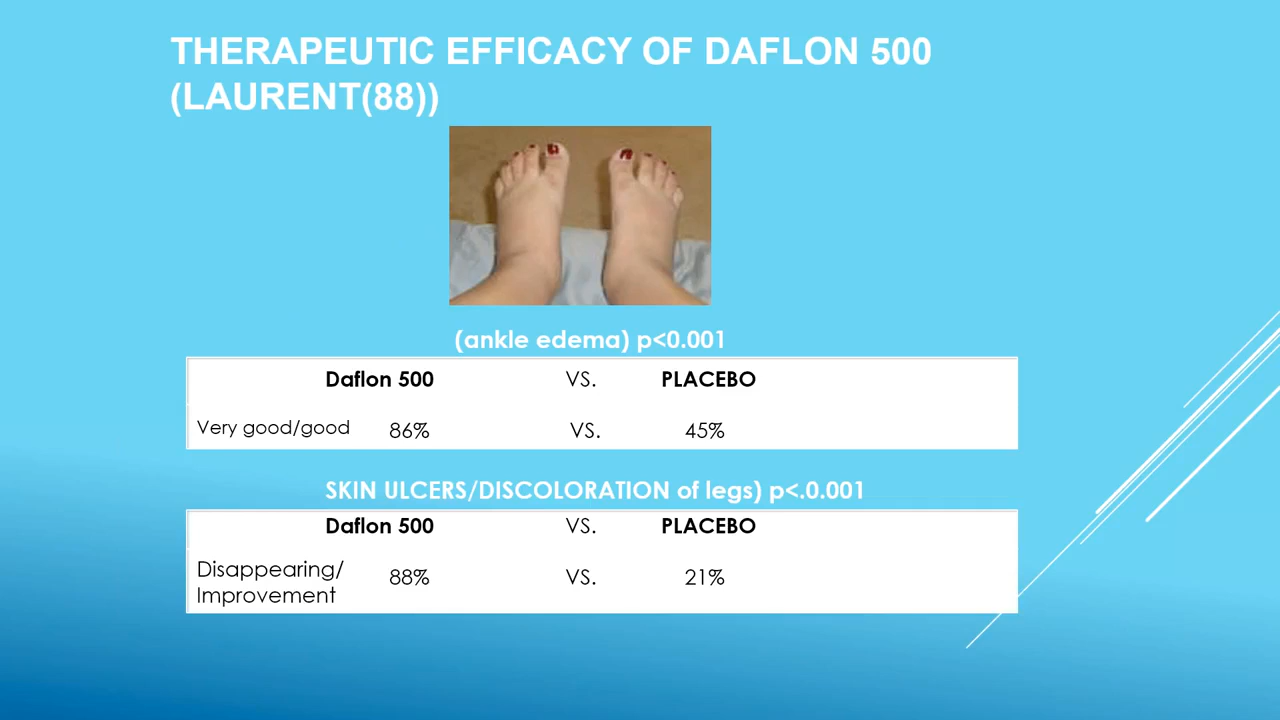 THERAPEUTIC EFFICACY OF DAFLON 500
(LAURENT(88))
(ankle edema) p<0.001
Daflon 500 VS. PLACEBO
Very good/good 86% VS. 45%
SKIN ULCERS/DISCOLORATION of legs) p<.0.001
Daflon 500 VS. PLACEBO
Disappearing/
Improvement 88% VS. 21%